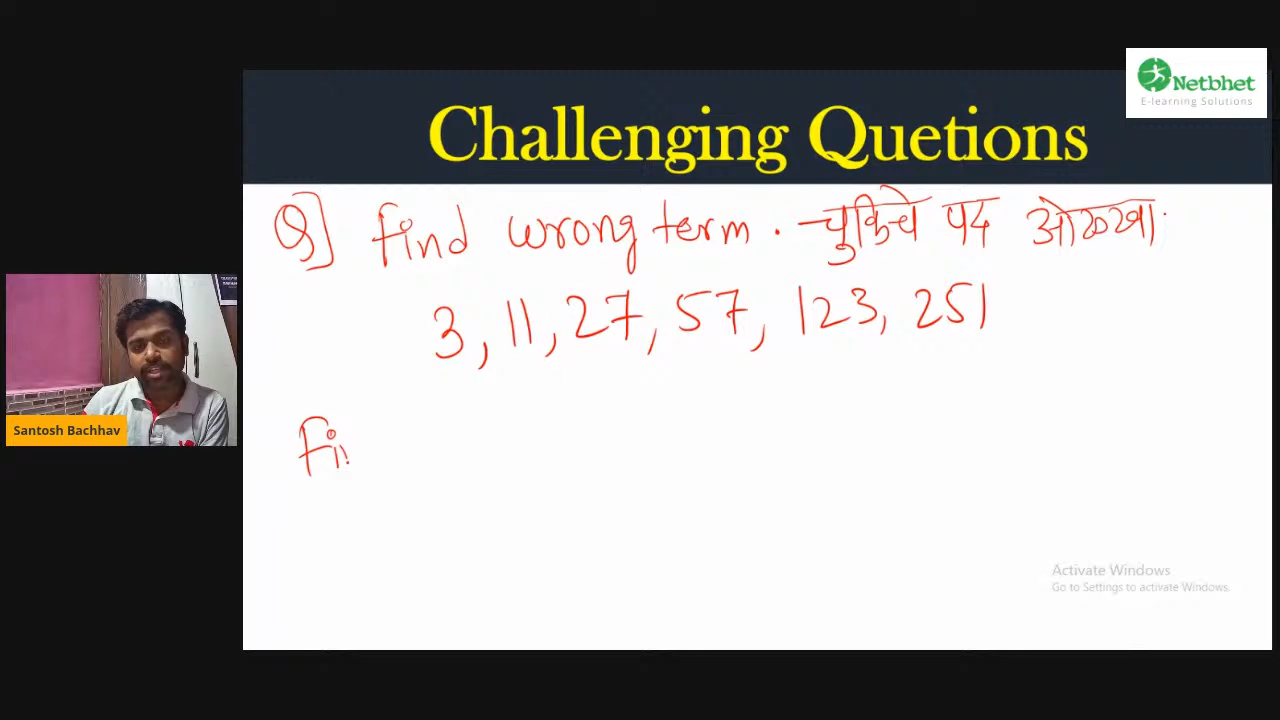 Netbhet
E-learning Solutions
Challenging Quetions
Q] Find wrong term. चुकिचे पद ओळखा.
3, 11, 27, 57, 123, 251
Santosh Bachhav
Fin
Activate Windows
Go to Settings to activate Windows.